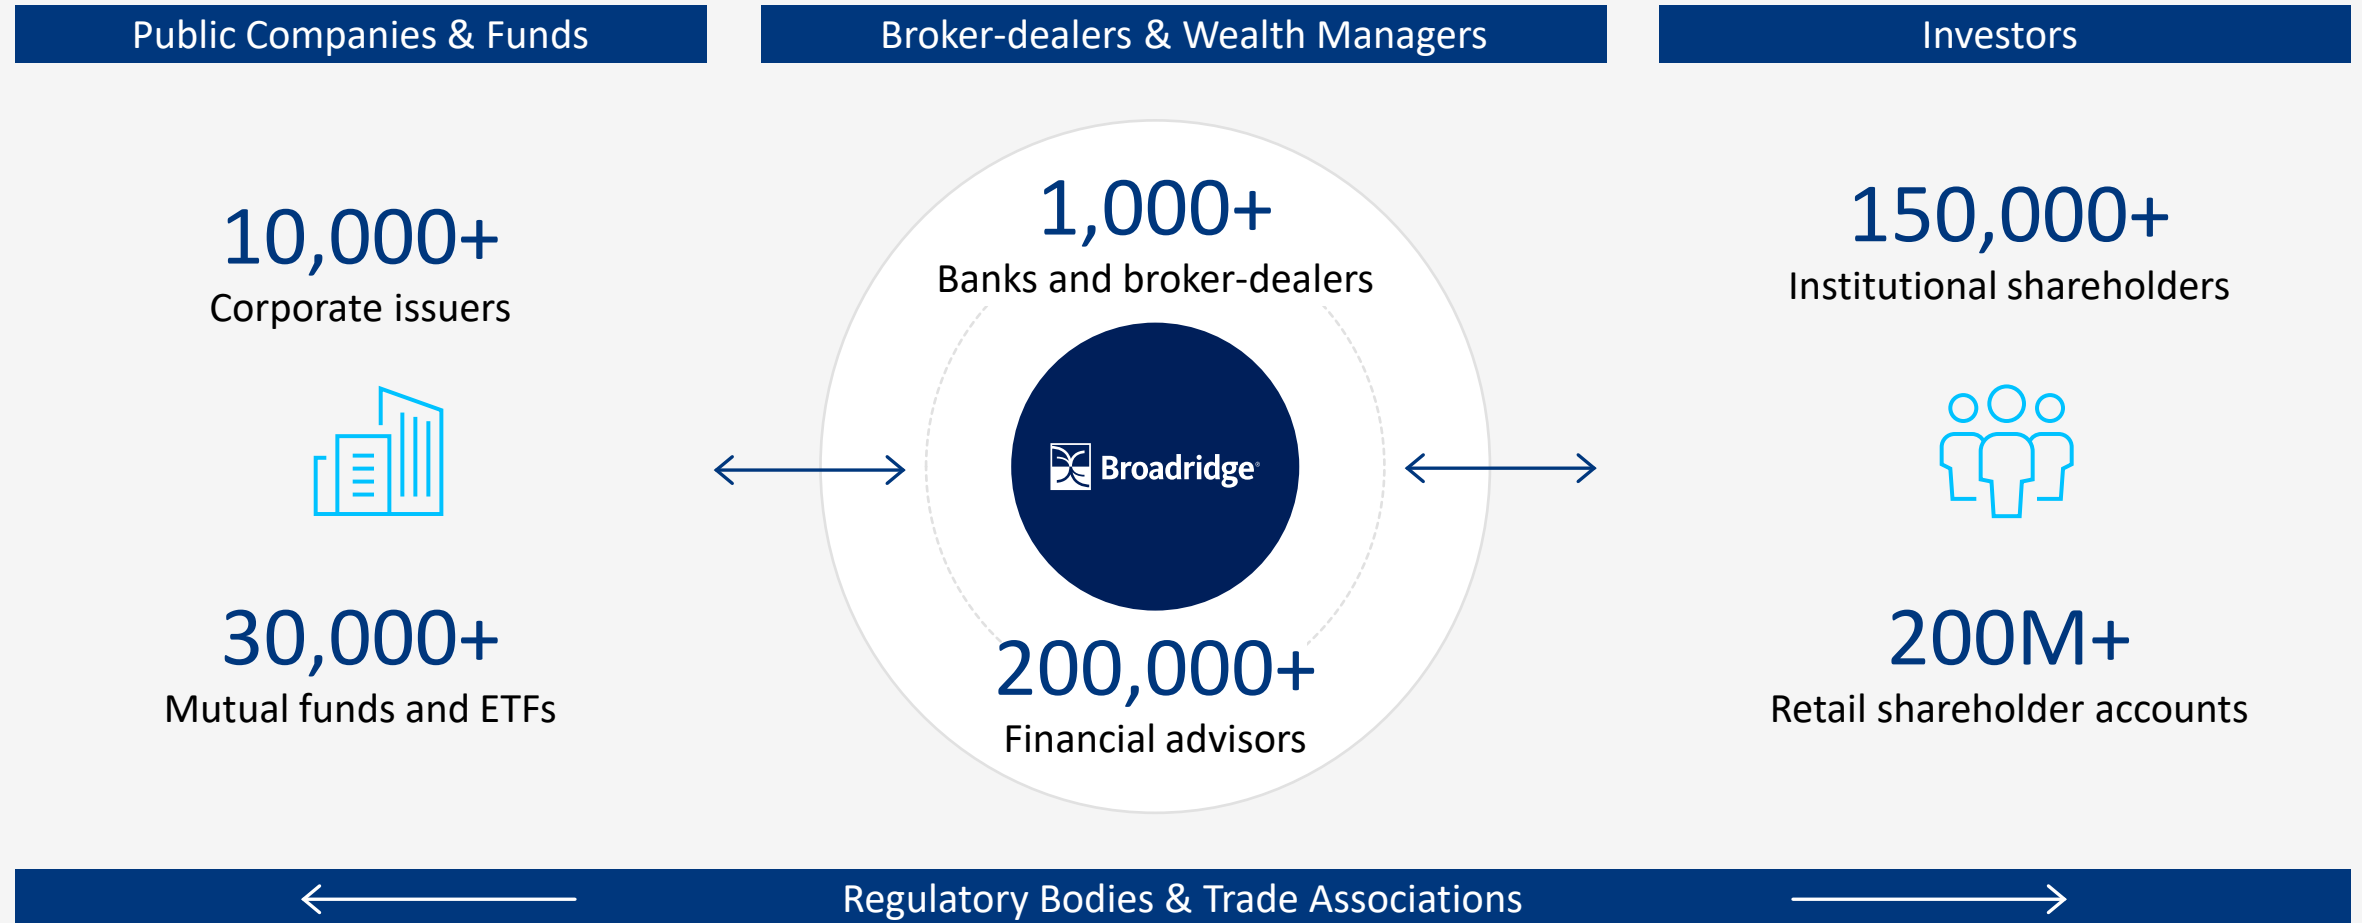 Public Companies & Funds
Broker-dealers & Wealth Managers
Investors
10,000+
Corporate issuers
30,000+
Mutual funds and ETFs
1,000+
Banks and broker-dealers
Broadridge®
200,000+
Financial advisors
150,000+
Institutional shareholders
200M+
Retail shareholder accounts
Regulatory Bodies & Trade Associations